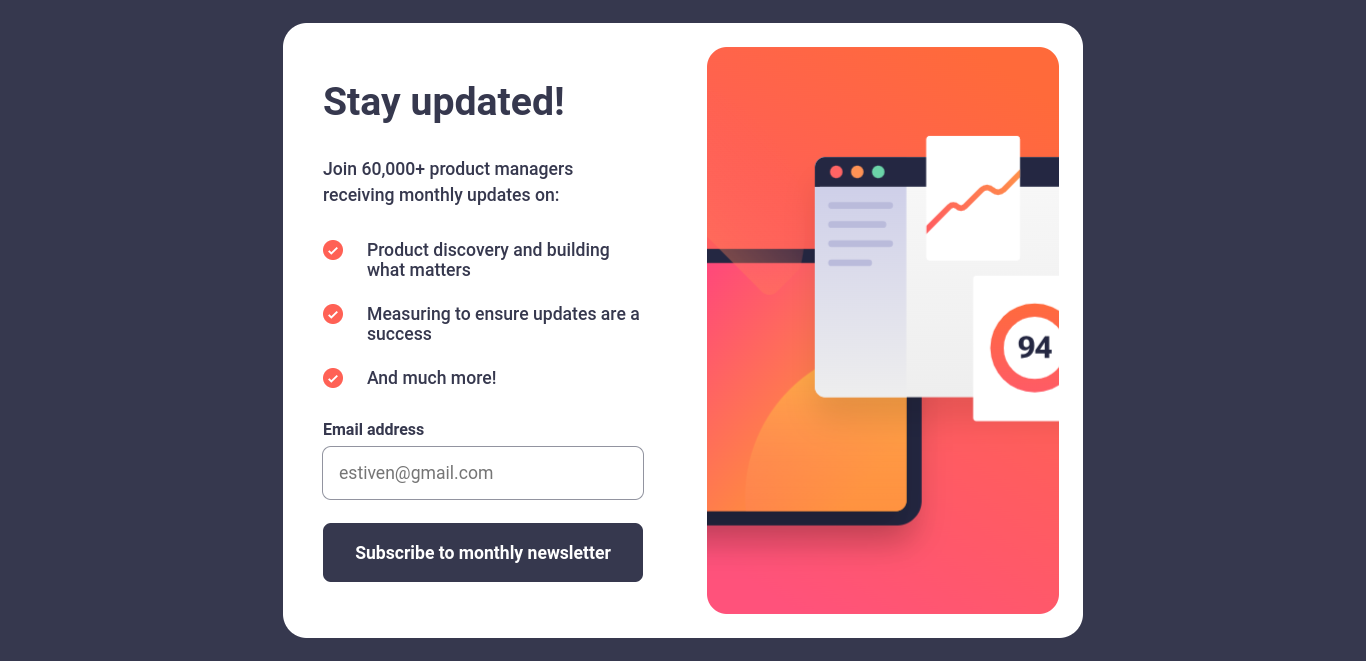 Stay updated!
Join 60,000+ product managers
receiving monthly updates on:
Product discovery and building
what matters
Measuring to ensure updates are a
success
And much more!
Email address
estiven@gmail.com
Subscribe to monthly newsletter
94